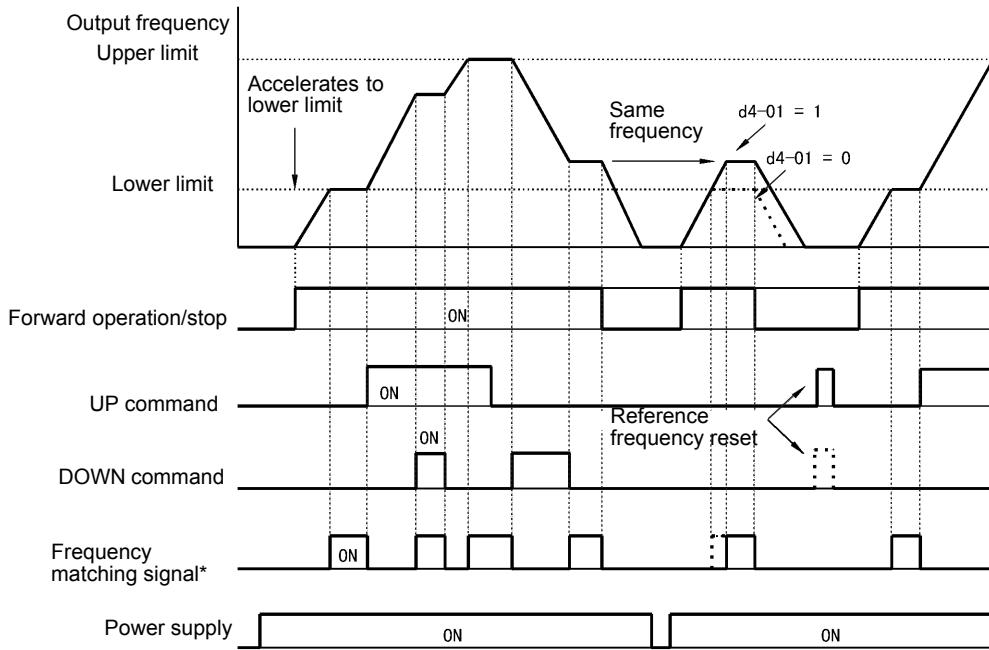 Output frequency
Upper limit
Accelerates to
lower limit
Same
frequency
d4-01 = 1
d4-01 = 0
Lower limit
Forward operation/stop
ON
UP command
ON
Reference
frequency reset
ON
DOWN command
Frequency
matching signal*
ON
Power supply
ON
ON